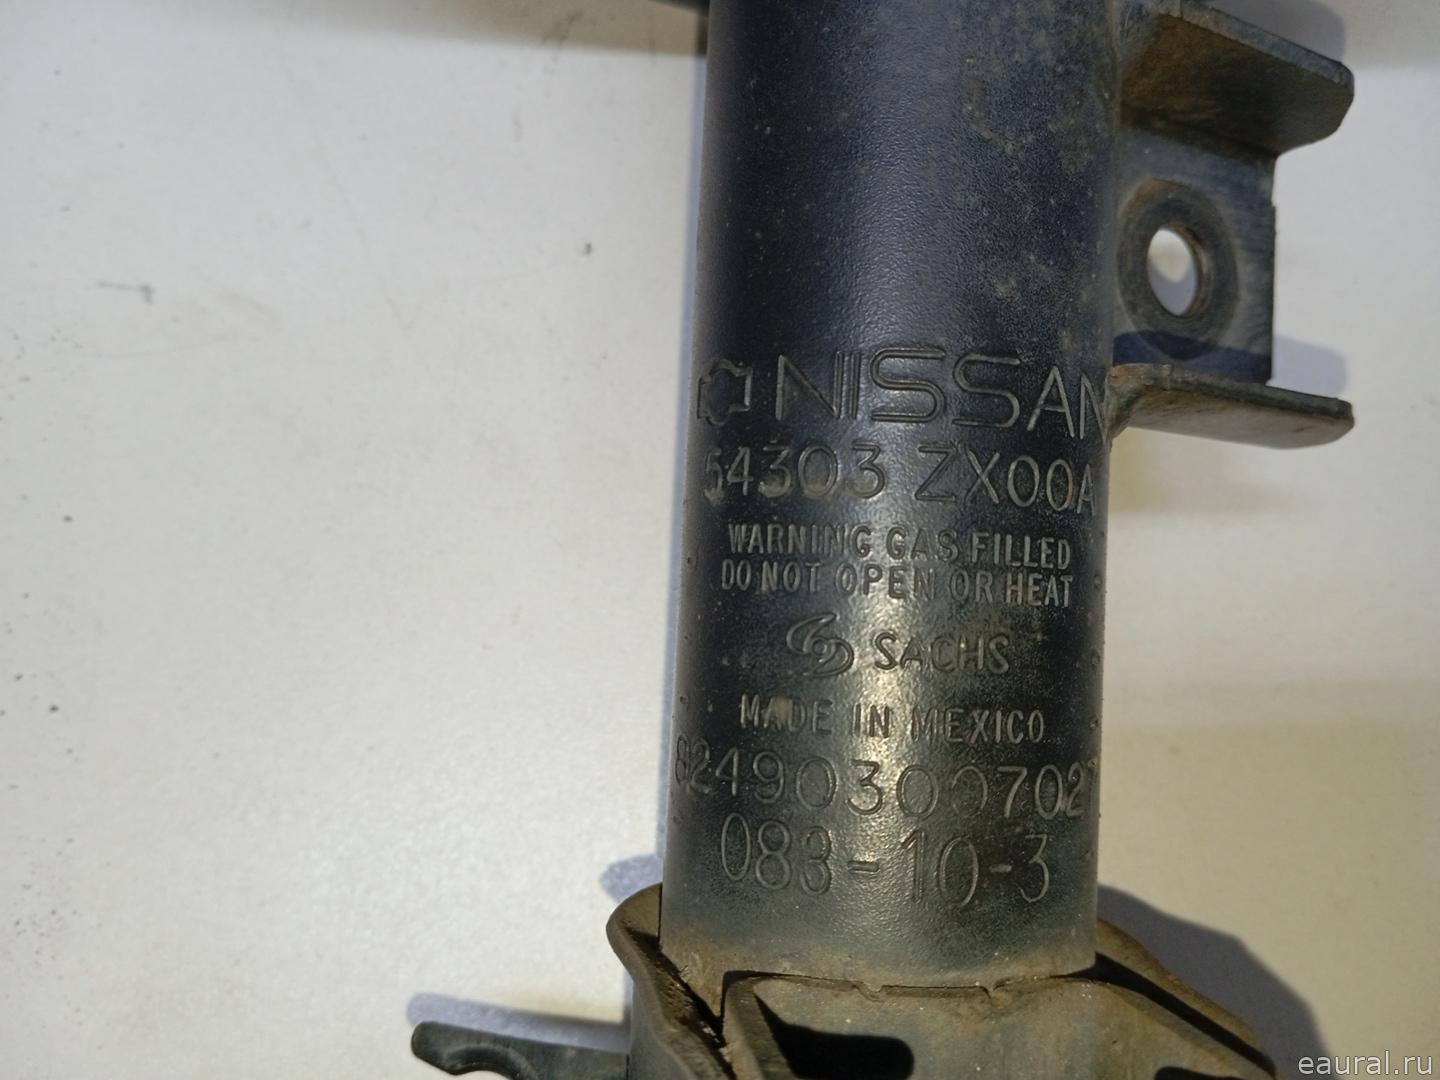 NISSAN
54303 ZX00A
WARNING GAS FILLED
DO NOT OPEN OR HEAT
SACHS
MADE IN MEXICO
824903007027
083-10-3
eaural.ru